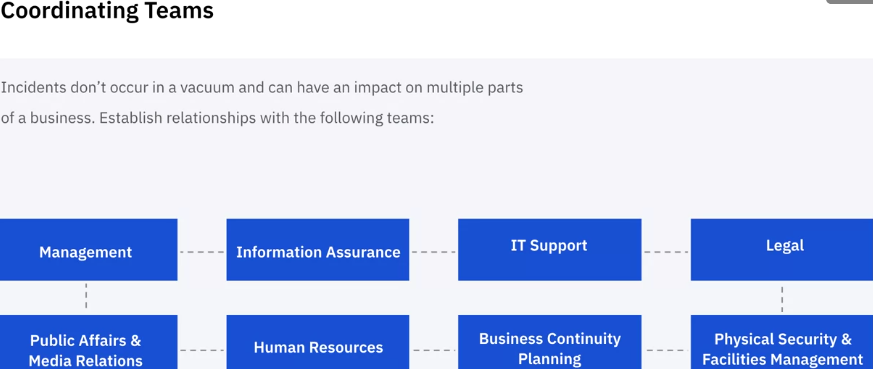 Coordinating Teams
Incidents don’t occur in a vacuum and can have an impact on multiple parts
of a business. Establish relationships with the following teams:
Management
Information Assurance
IT Support
Legal
Public Affairs &
Media Relations
Human Resources
Business Continuity
Planning
Physical Security &
Facilities Management